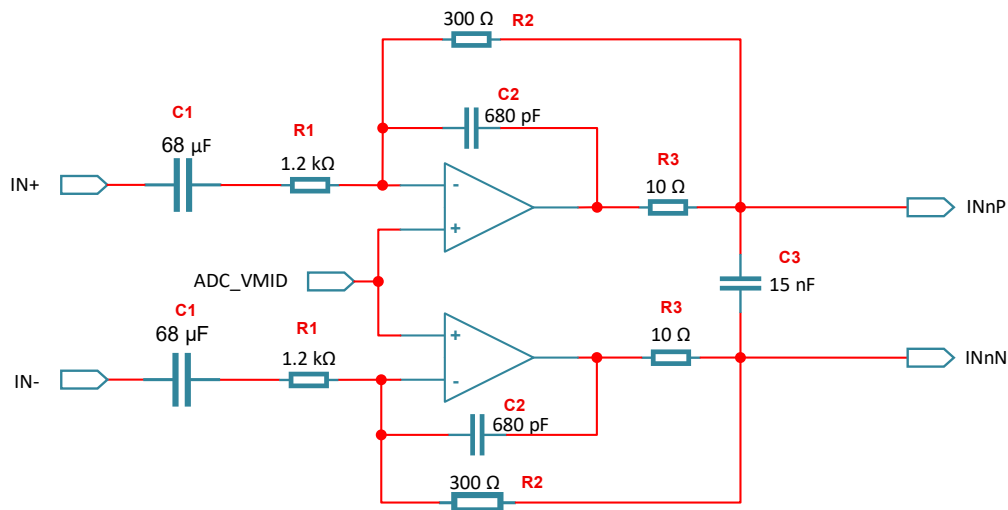 300 Ω R2
C1
C2
68 µF
R1
680 pF
1.2 kΩ
R3
IN+
-
10 Ω
INnP
+
ADC_VMID
C3
15 nF
C1
R1
R3
68 µF
1.2 kΩ
+
10 Ω
IN-
-
INnN
C2
680 pF
300 Ω R2